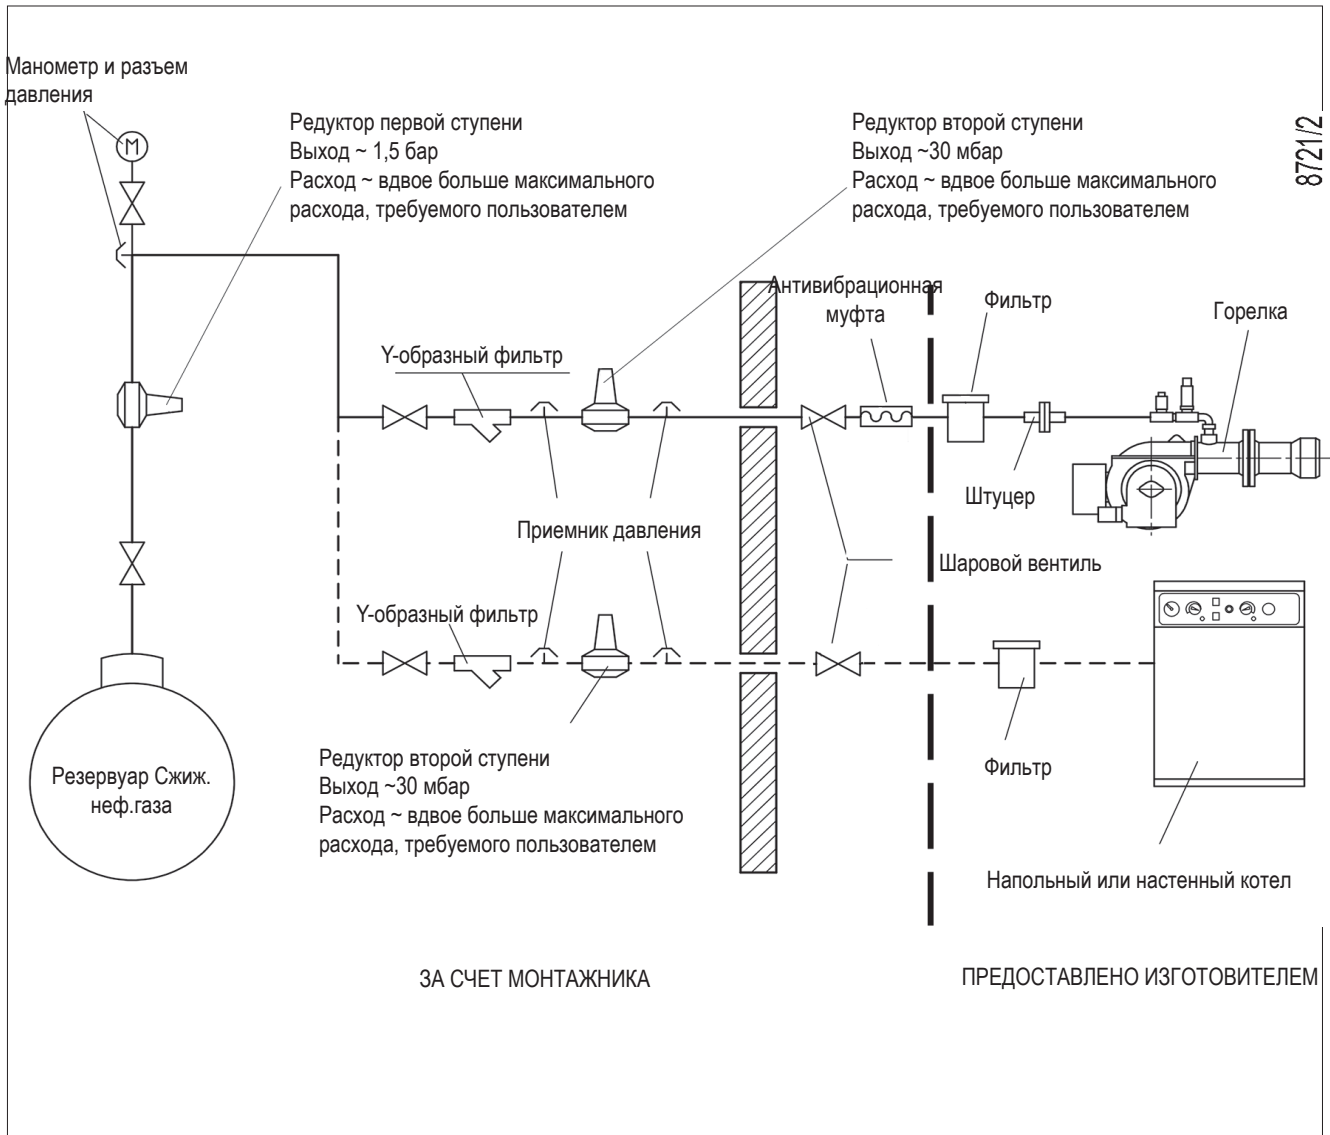 Манометр и разъем
давления
M
Редуктор первой ступени
Выход ~ 1,5 бар
Расход ~ вдвое больше максимального
расхода, требуемого пользователем
Редуктор второй ступени
Выход ~30 мбар
Расход ~ вдвое больше максимального
расхода, требуемого пользователем
8721/2
Антивибрационная
муфта
Фильтр
Горелка
Y-образный фильтр
Штуцер
Приемник давления
Шаровой вентиль
Y-образный фильтр
Редуктор второй ступени
Выход ~30 мбар
Расход ~ вдвое больше максимального
расхода, требуемого пользователем
Фильтр
Резервуар Сжиж.
неф.газа
Напольный или настенный котел
ЗА СЧЕТ МОНТАЖНИКА
ПРЕДОСТАВЛЕНО ИЗГОТОВИТЕЛЕМ